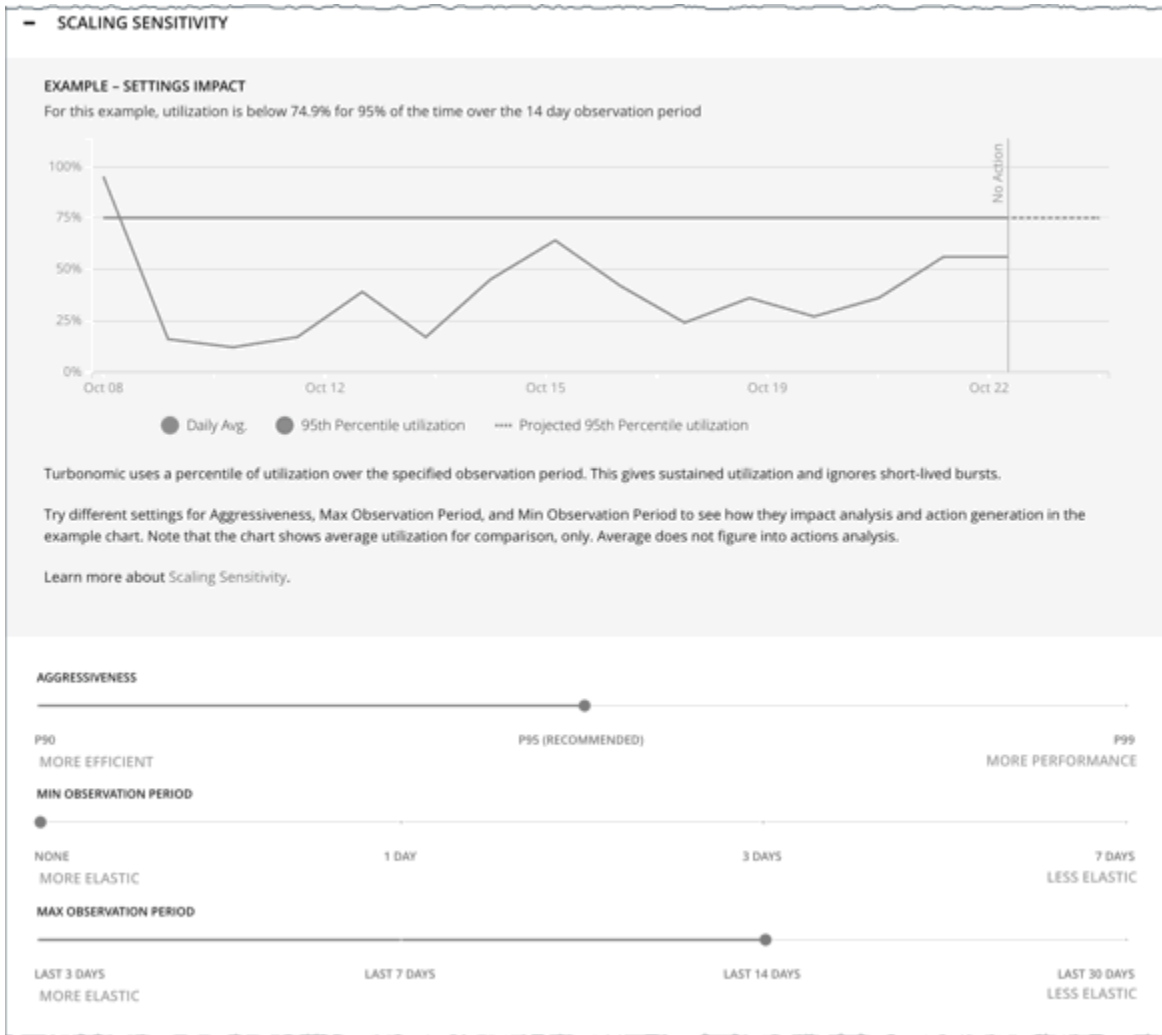 – SCALING SENSITIVITY
EXAMPLE – SETTINGS IMPACT
For this example, utilization is below 74.9% for 95% of the time over the 14 day observation period
100%
75%
50%
25%
0%
No Action
Oct 08 Oct 12 Oct 15 Oct 19 Oct 22
Daily Avg. 95th Percentile utilization Projected 95th Percentile utilization
Turbonomic uses a percentile of utilization over the specified observation period. This gives sustained utilization and ignores short-lived bursts.
Try different settings for Aggressiveness, Max Observation Period, and Min Observation Period to see how they impact analysis and action generation in the
example chart. Note that the chart shows average utilization for comparison, only. Average does not figure into actions analysis.
Learn more about Scaling Sensitivity.
AGGRESSIVENESS
P90 P95 (RECOMMENDED) P99
MORE EFFICIENT MORE PERFORMANCE
MIN OBSERVATION PERIOD
NONE 1 DAY 3 DAYS 7 DAYS
MORE ELASTIC LESS ELASTIC
MAX OBSERVATION PERIOD
LAST 3 DAYS LAST 7 DAYS LAST 14 DAYS LAST 30 DAYS
MORE ELASTIC LESS ELASTIC